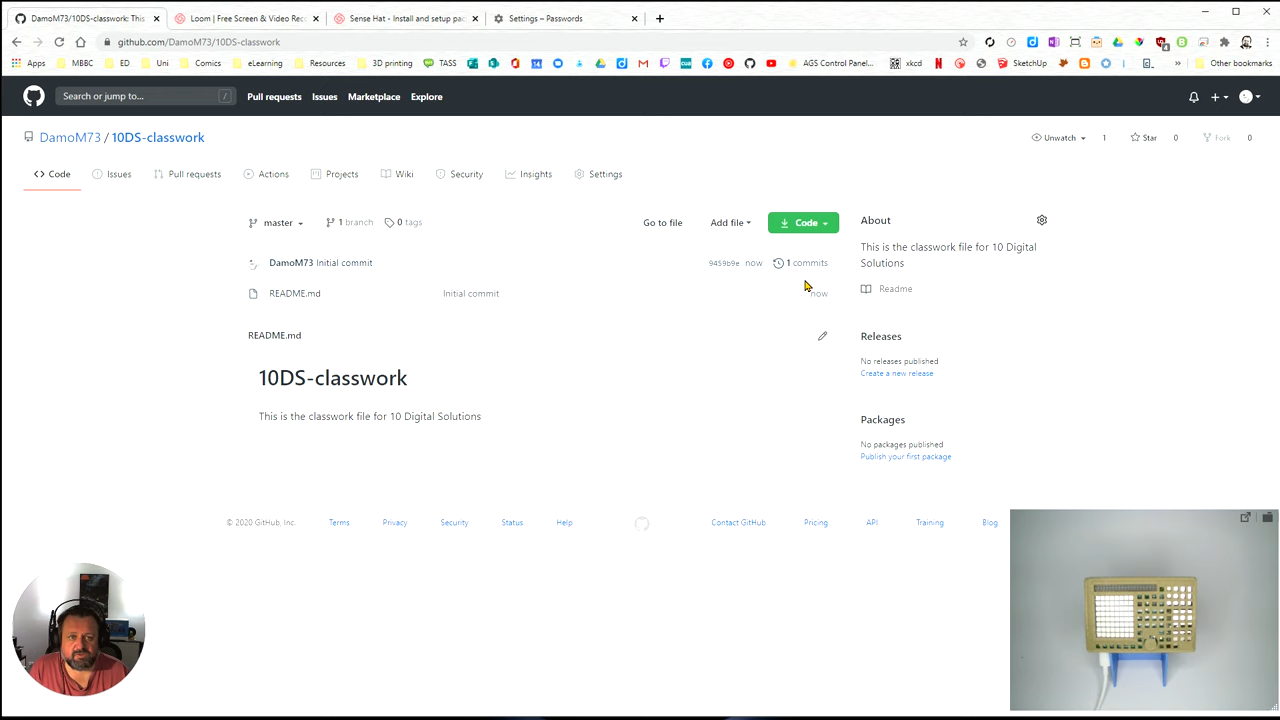 DamoM73/10DS-classwork: This
Loom | Free Screen & Video Rec
Sense Hat - Install and setup pac
Settings – Passwords
github.com/DamoM73/10DS-classwork
Apps MBBC ED Uni Comics eLearning Resources 3D printing TASS AGS Control Panel... xkcd SketchUp » Other bookmarks
Search or jump to... / Pull requests Issues Marketplace Explore
DamoM73 / 10DS-classwork Unwatch 1 Star 0 Fork 0
<> Code Issues Pull requests Actions Projects Wiki Security Insights Settings
master 1 branch 0 tags Go to file Add file Code About
This is the classwork file for 10 Digital
Solutions
DamoM73 Initial commit 9459b9e now 1 commits
README.md Initial commit now
Readme
README.md
Releases
No releases published
Create a new release
10DS-classwork
This is the classwork file for 10 Digital Solutions
Packages
No packages published
Publish your first package
© 2020 GitHub, Inc. Terms Privacy Security Status Help Contact GitHub Pricing API Training Blog